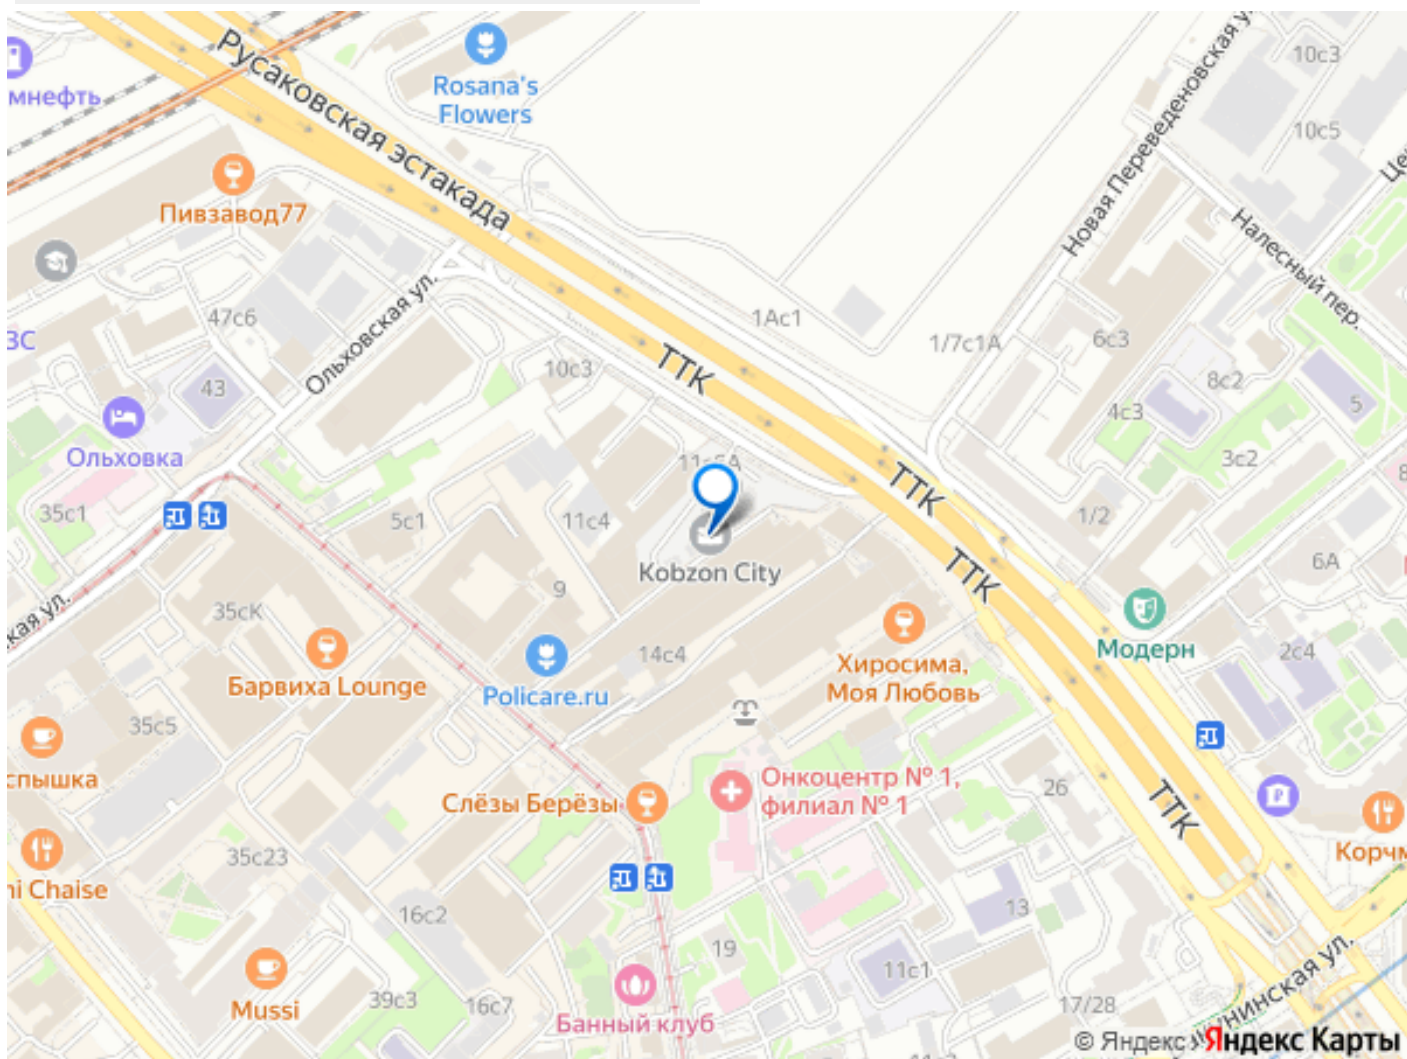 Русаковская эстакада
Rosana's
Flowers
мнефть
Пивзавод77
10с3
10с5
Новая Переведеновская у
Це
Налесный пер.
47с6
Ольховская ул.
1Ас1
1/7с1А
6с3
8с2
5
ЗС
43
10с3
ТТК
4с3
3с2
8
Ольховка
35с1
5с1
11с4
ТТК
1/2
6А
Kobzon City
ТТК
9
35сК
кая ул.
Барвиха Lounge
Policare.ru
14с4
Хиросима,
Моя Любовь
Модерн
2с4
35с5
спышка
Слёзы Берёзы
Онкоцентр № 1,
филиал № 1
26
ТТК
Корчм
35с23
ni Chaise
16с2
13
19
11с1
Mussi
39с3
16с7
Банный клуб
17/28
нинская ул.
© Яндекс
Яндекс Карты